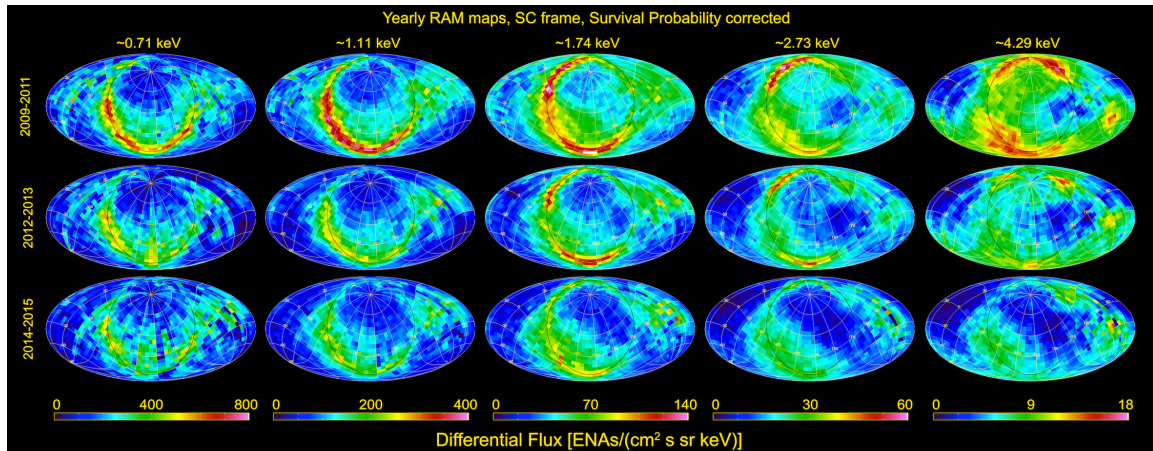 Yearly RAM maps, SC frame, Survival Probability corrected
~0.71 keV ~1.11 keV ~1.74 keV ~2.73 keV ~4.29 keV
2009-2011
2012-2013
2014-2015
0 400 800 0 200 400 0 70 140 0 30 60 0 9 18
Differential Flux [ENAs/(cm² s sr keV)]